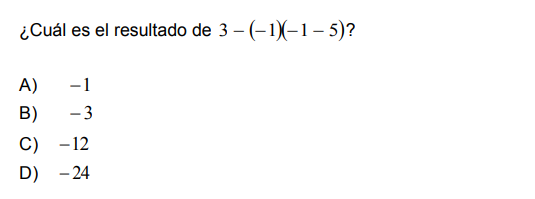 ¿Cuál es el resultado de 3 – (–1)(–1 – 5)?
A) –1
B) –3
C) –12
D) –24